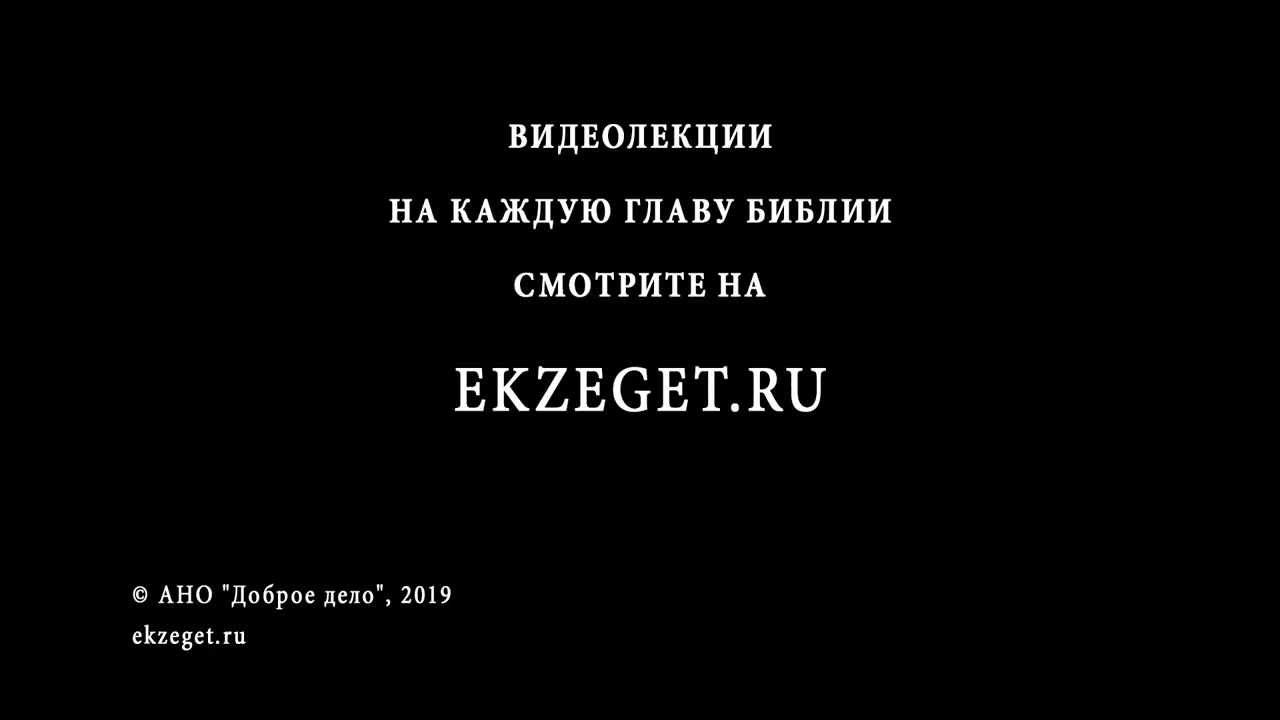 ВИДЕОЛЕКЦИИ
НА КАЖДУЮ ГЛАВУ БИБЛИИ
СМОТРИТЕ НА
EKZEGET.RU
© АНО "Доброе дело", 2019
ekzeget.ru